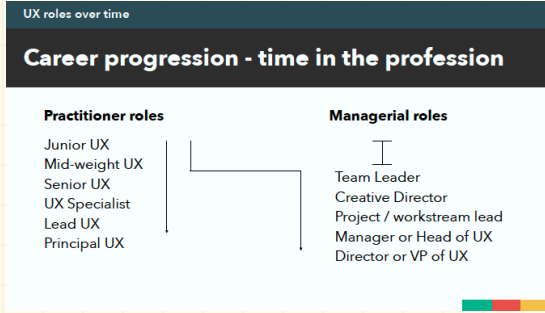 UX roles over time
Career progression - time in the profession
Practitioner roles
Junior UX
Mid-weight UX
Senior UX
UX Specialist
Lead UX
Principal UX
Managerial roles
Team Leader
Creative Director
Project / workstream lead
Manager or Head of UX
Director or VP of UX